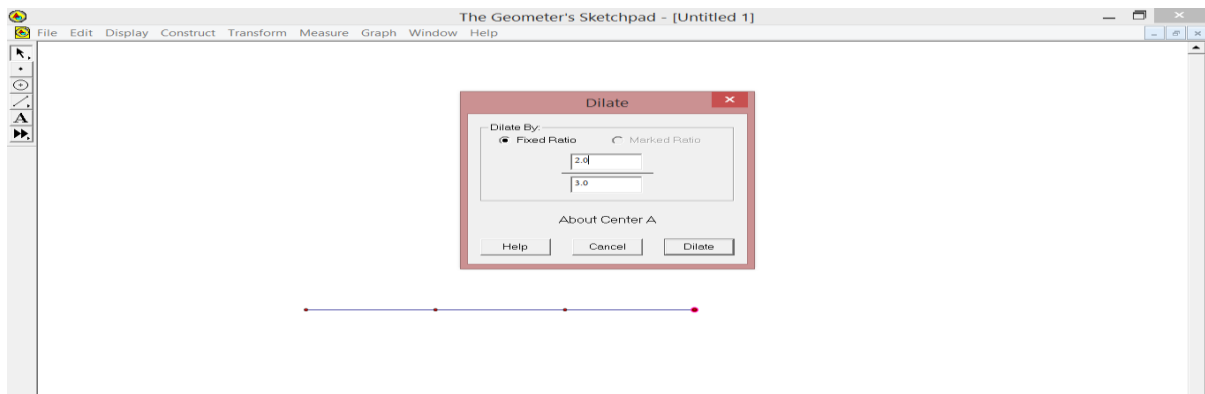 The Geometer's Sketchpad - [Untitled 1]
File Edit Display Construct Transform Measure Graph Window Help
A
Dilate
Dilate By:
Fixed Ratio Marked Ratio
2.0
3.0
About Center A
Help Cancel Dilate